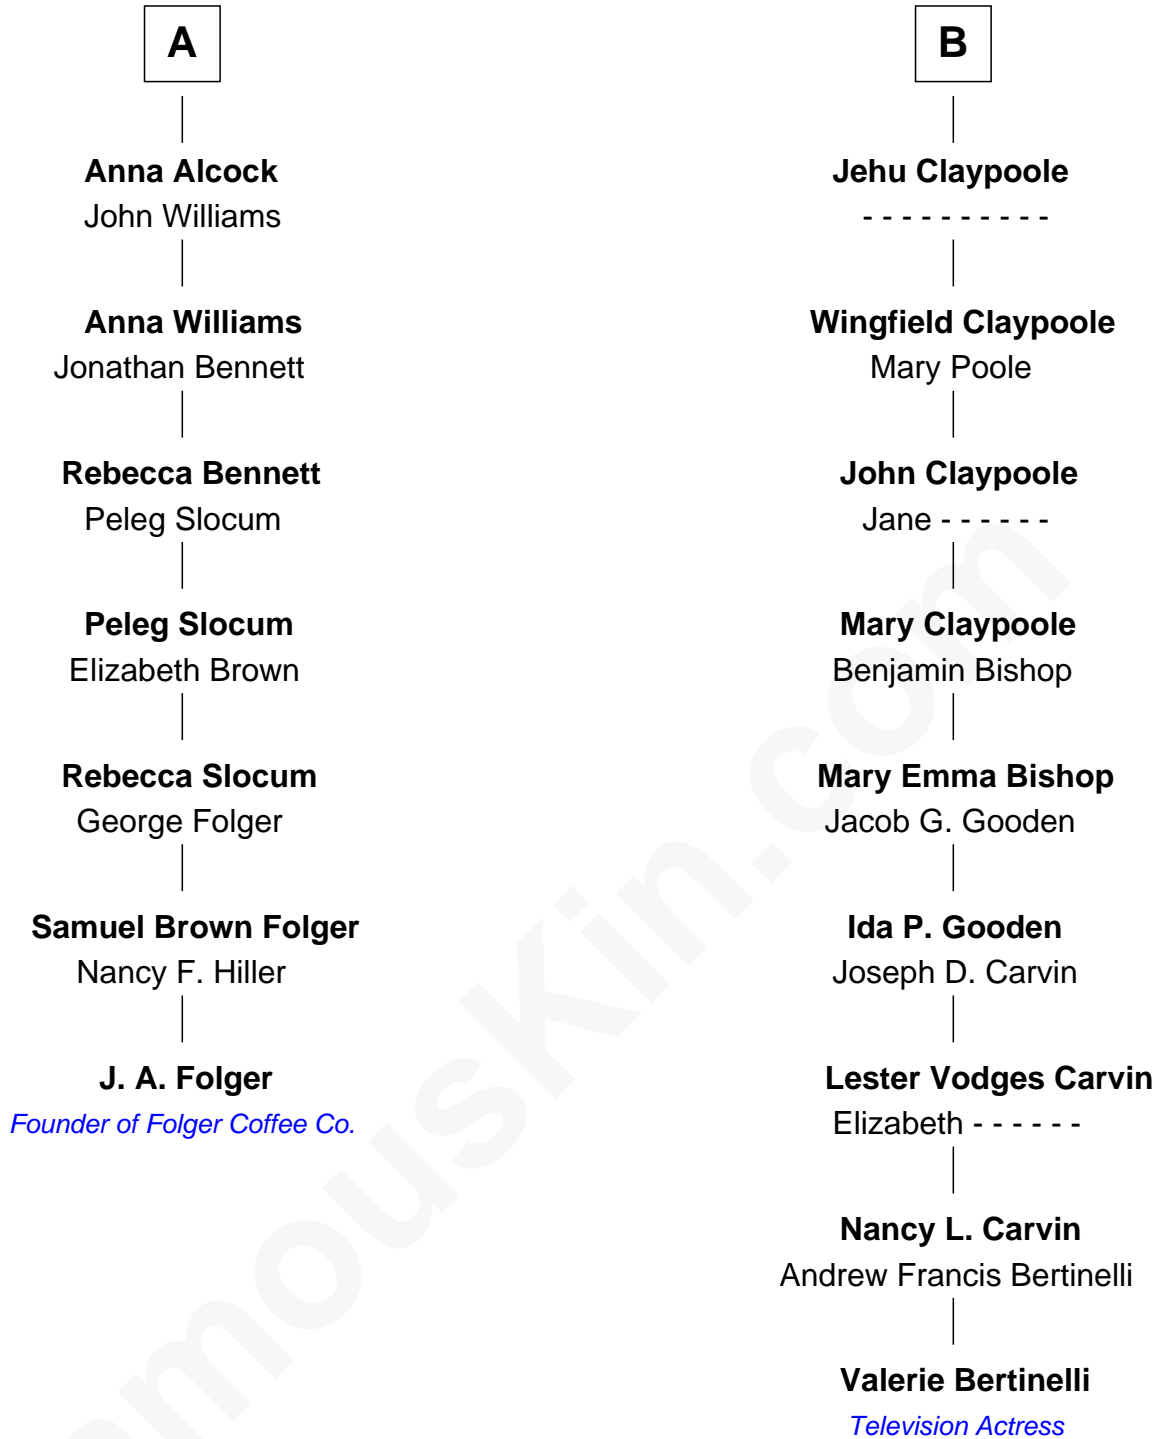 A
Anna Alcock
John Williams
Anna Williams
Jonathan Bennett
Rebecca Bennett
Peleg Slocum
Peleg Slocum
Elizabeth Brown
Rebecca Slocum
George Folger
Samuel Brown Folger
Nancy F. Hiller
J. A. Folger
Founder of Folger Coffee Co.
B
Jehu Claypoole
- - - - - - - - - -
Wingfield Claypoole
Mary Poole
John Claypoole
Jane - - - - - -
Mary Claypoole
Benjamin Bishop
Mary Emma Bishop
Jacob G. Gooden
Ida P. Gooden
Joseph D. Carvin
Lester Vodges Carvin
Elizabeth - - - - - -
Nancy L. Carvin
Andrew Francis Bertinelli
Valerie Bertinelli
Television Actress
amouskin.com